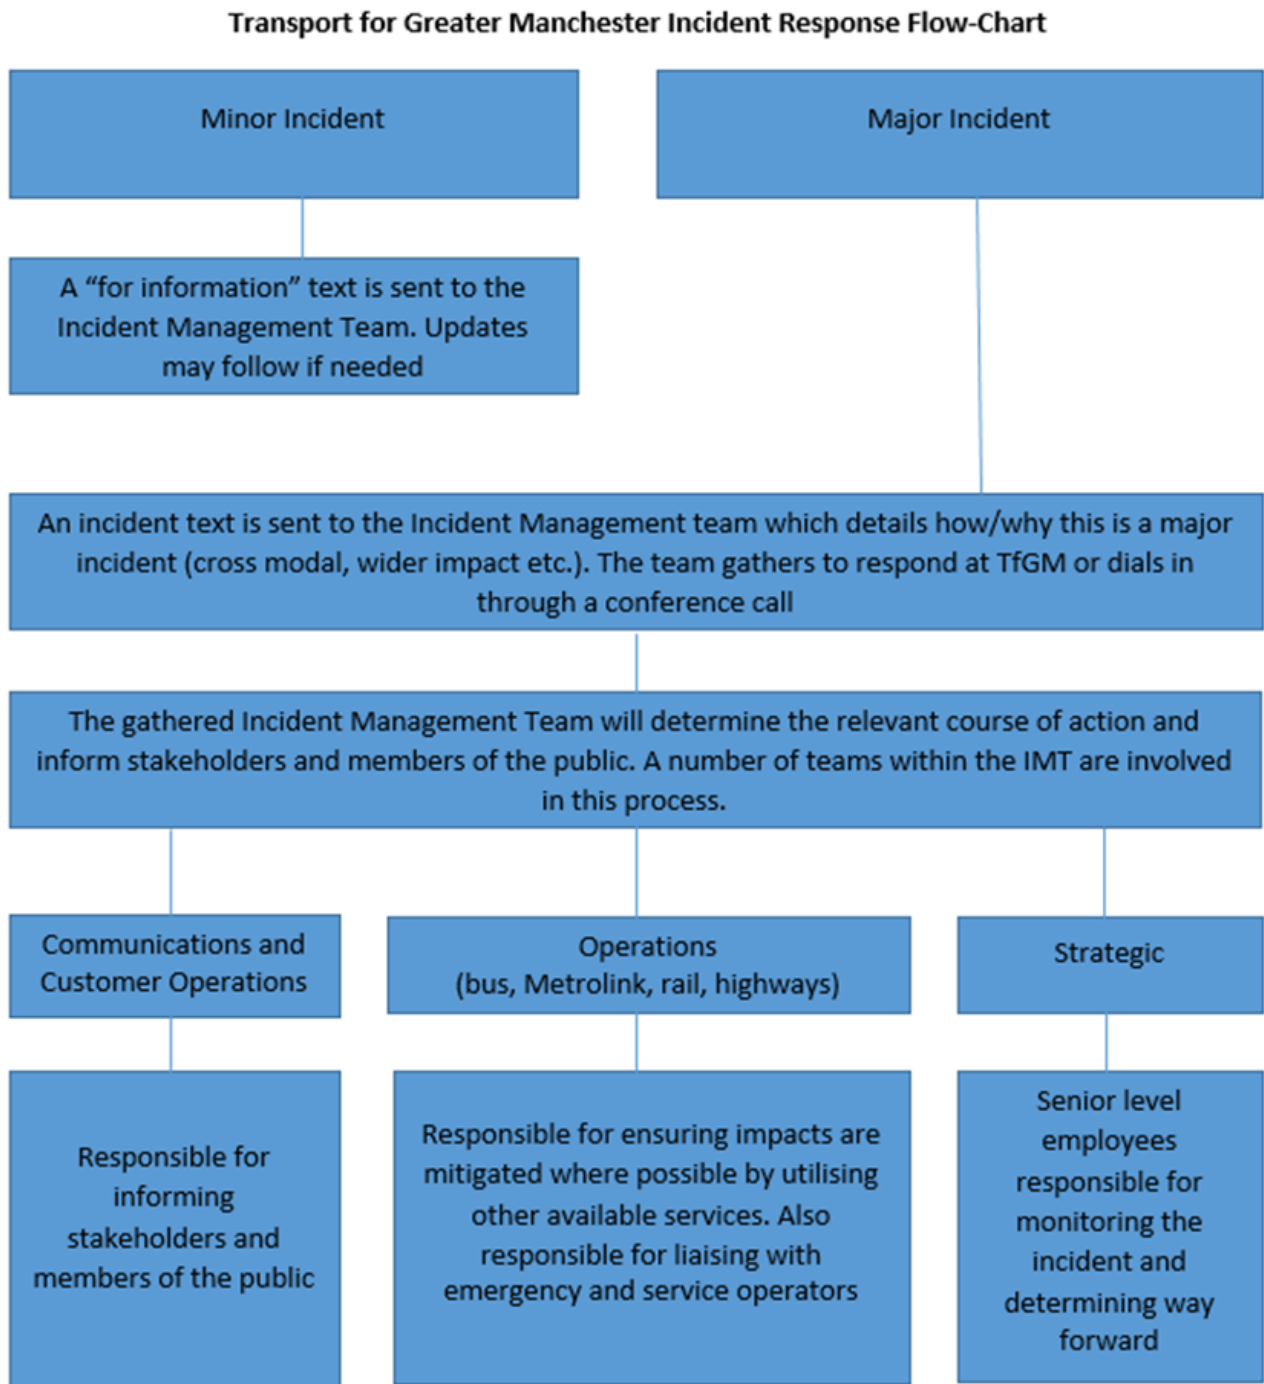 Transport for Greater Manchester Incident Response Flow-Chart
Minor Incident
Major Incident
A “for information” text is sent to the
Incident Management Team. Updates
may follow if needed
An incident text is sent to the Incident Management team which details how/why this is a major
incident (cross modal, wider impact etc.). The team gathers to respond at TfGM or dials in
through a conference call
The gathered Incident Management Team will determine the relevant course of action and
inform stakeholders and members of the public. A number of teams within the IMT are involved
in this process.
Communications and
Customer Operations
Operations
(bus, Metrolink, rail, highways)
Strategic
Responsible for
informing
stakeholders and
members of the public
Responsible for ensuring impacts are
mitigated where possible by utilising
other available services. Also
responsible for liaising with
emergency and service operators
Senior level
employees
responsible for
monitoring the
incident and
determining way
forward